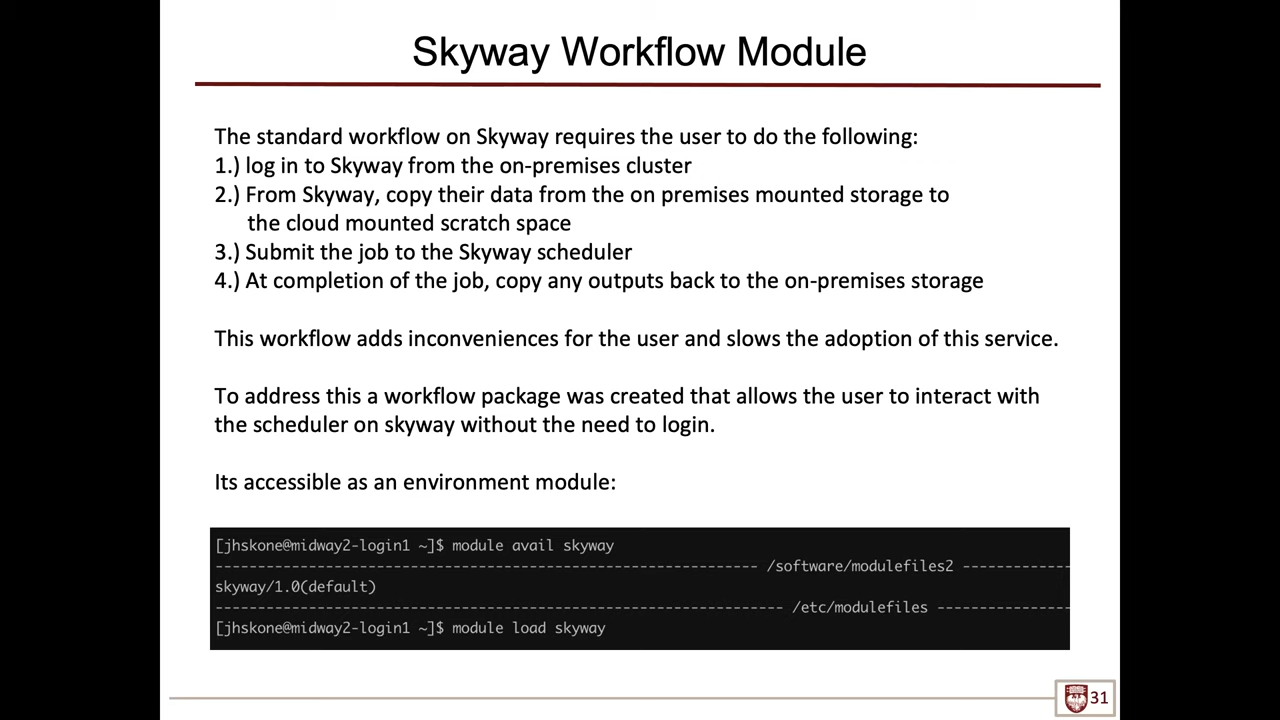 Skyway Workflow Module
The standard workflow on Skyway requires the user to do the following:
1.) log in to Skyway from the on-premises cluster
2.) From Skyway, copy their data from the on premises mounted storage to
the cloud mounted scratch space
3.) Submit the job to the Skyway scheduler
4.) At completion of the job, copy any outputs back to the on-premises storage
This workflow adds inconveniences for the user and slows the adoption of this service.
To address this a workflow package was created that allows the user to interact with
the scheduler on skyway without the need to login.
Its accessible as an environment module:
[jhskone@midway2-login1 ~]$ module avail skyway
---------------------------------------------------------------- /software/modulefiles2 -------------
skyway/1.0(default)
------------------------------------------------------------------- /etc/modulefiles ----------------
[jhskone@midway2-login1 ~]$ module load skyway
31